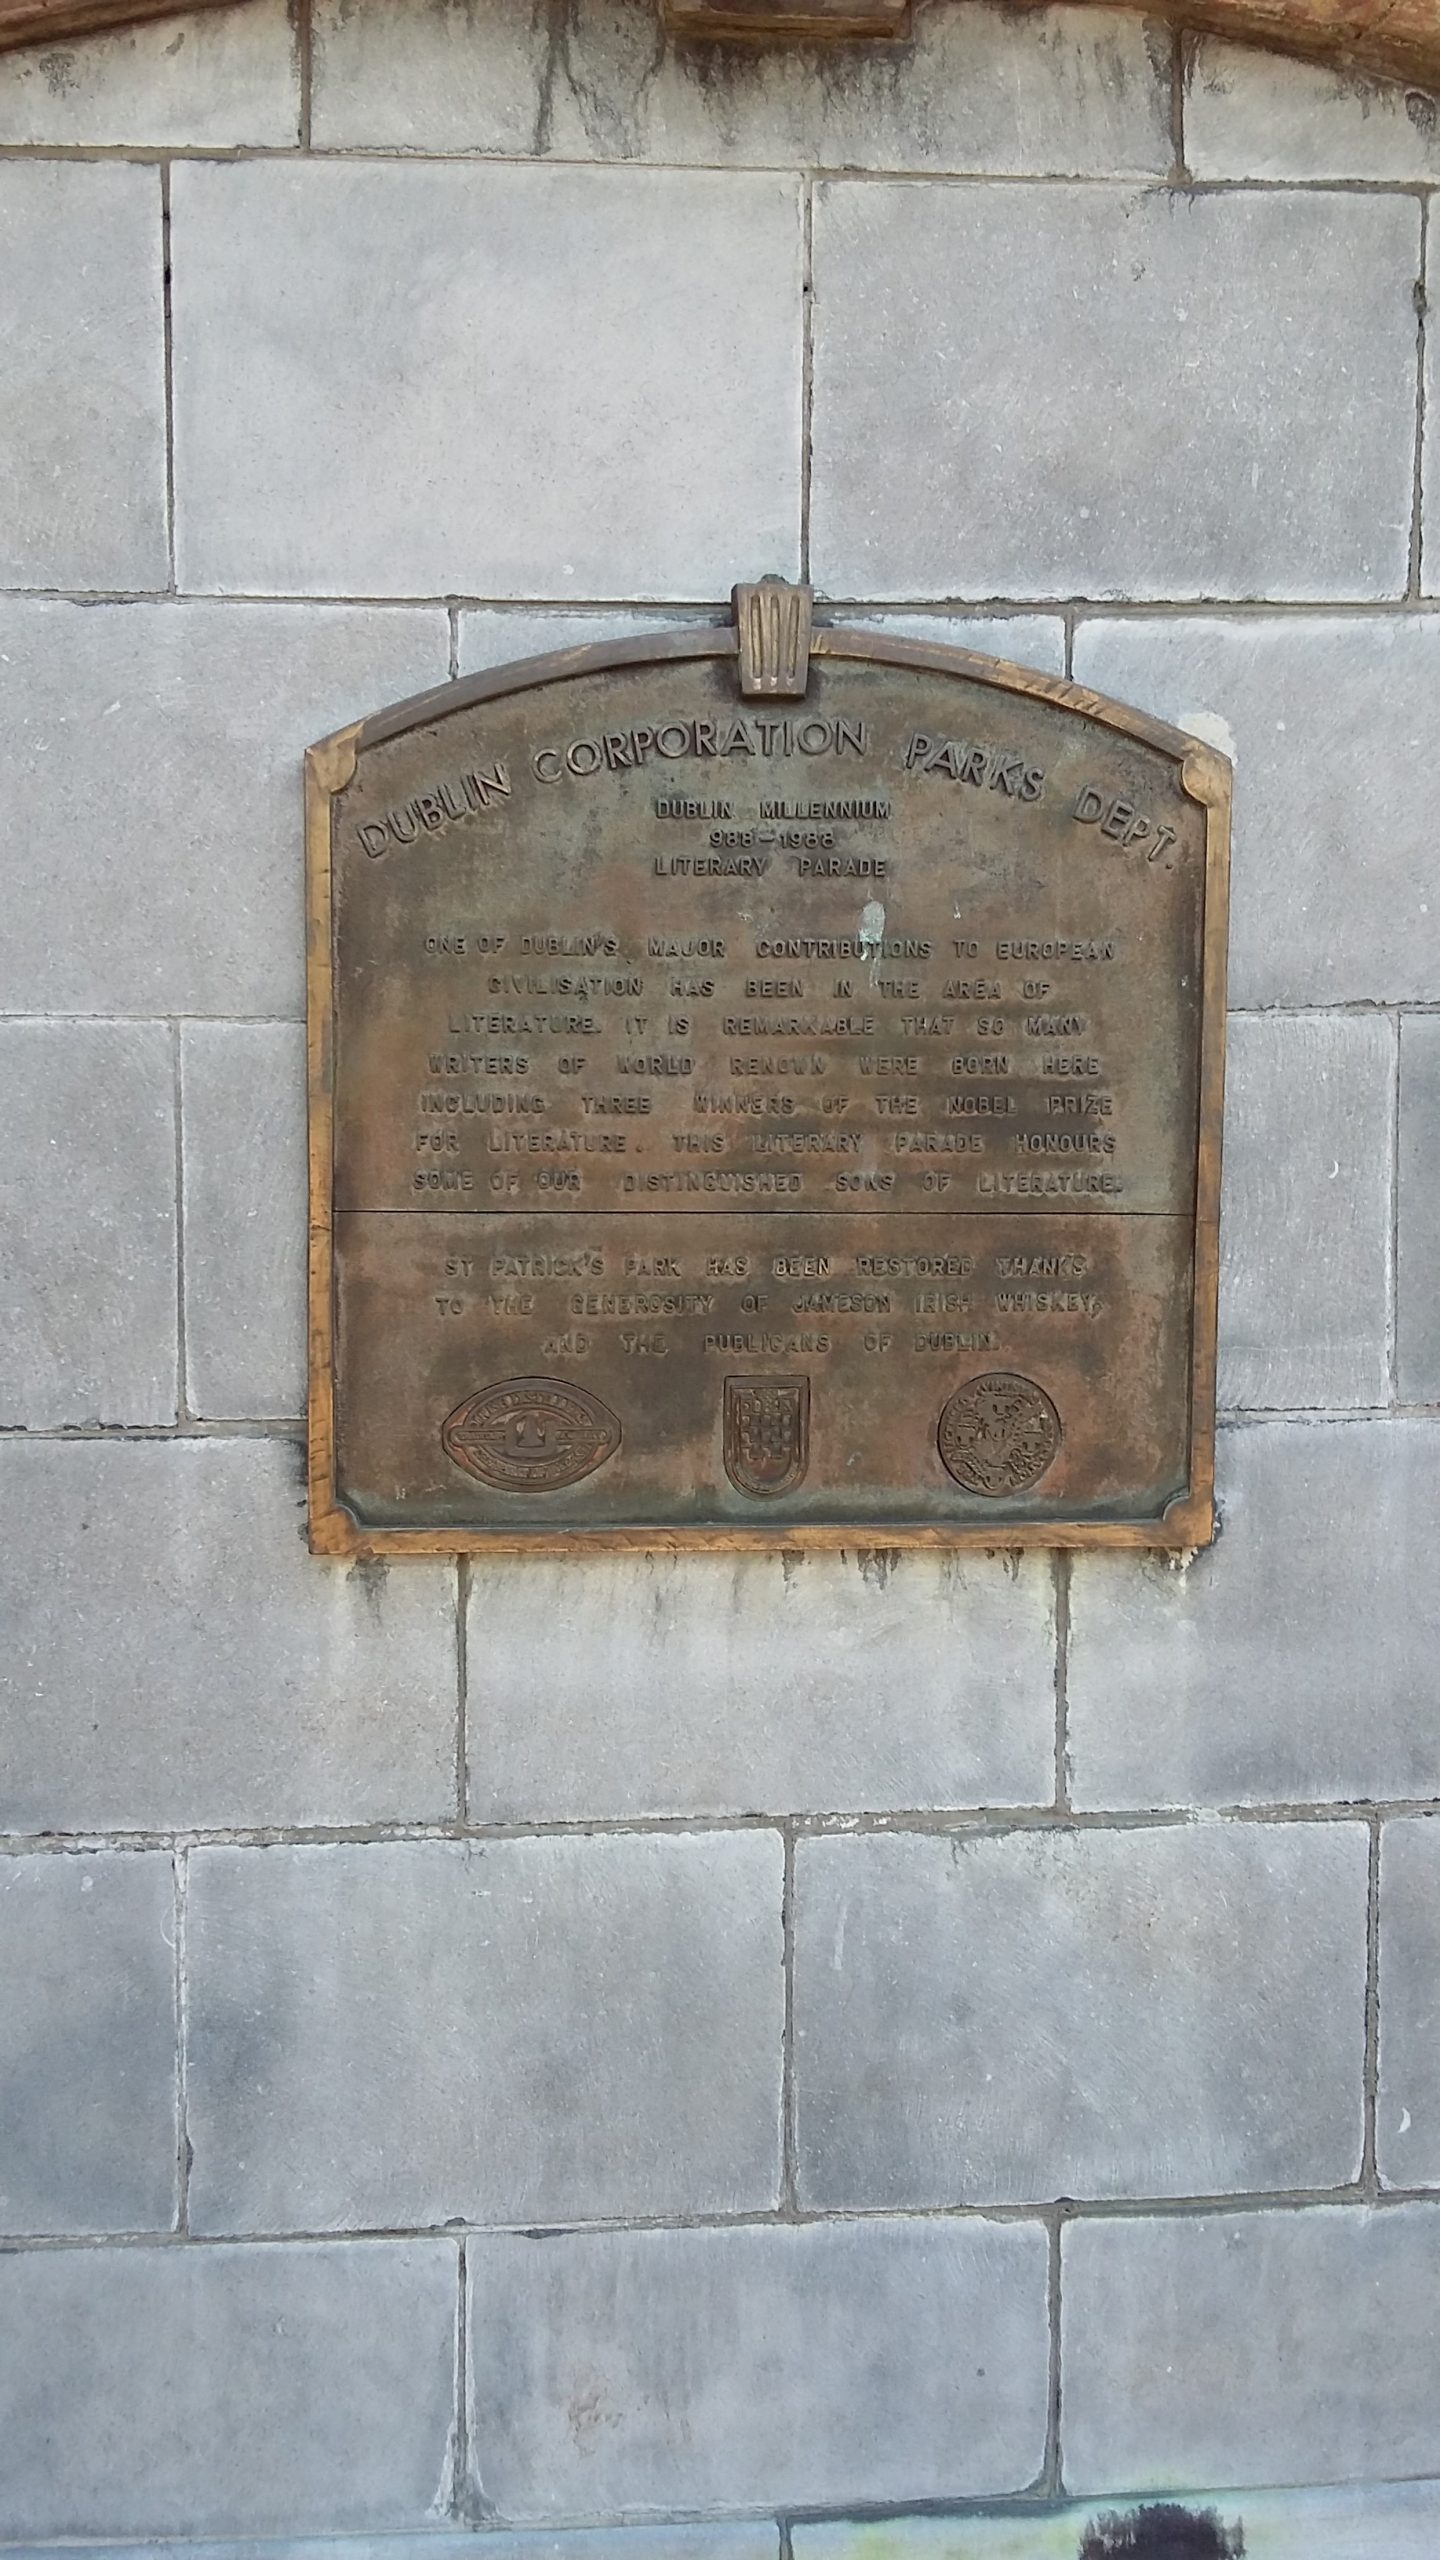 DUBLIN CORPORATION PARKS DEPT.
DUBLIN MILLENNIUM
988-1988
LITERARY PARADE
ONE OF DUBLIN'S MAJOR CONTRIBUTIONS TO EUROPEAN
CIVILISATION HAS BEEN IN THE AREA OF
LITERATURE. IT IS REMARKABLE THAT SO MANY
WRITERS OF WORLD RENOWN WERE BORN HERE
INCLUDING THREE WINNERS OF THE NOBEL PRIZE
FOR LITERATURE. THIS LITERARY PARADE HONOURS
SOME OF OUR DISTINGUISHED SONS OF LITERATURE.
ST PATRICK'S PARK HAS BEEN RESTORED THANKS
TO THE GENEROSITY OF JAMESON IRISH WHISKEY,
AND THE PUBLICANS OF DUBLIN.